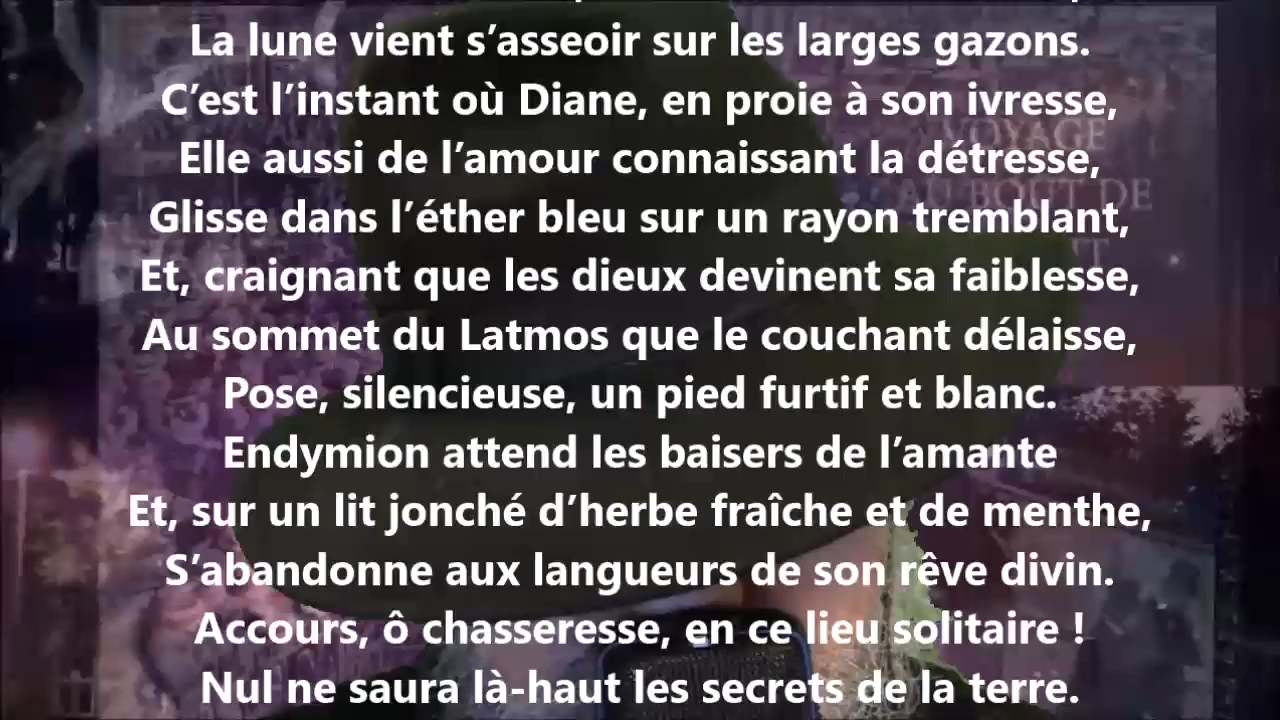 La lune vient s’asseoir sur les larges gazons.
C’est l’instant où Diane, en proie à son ivresse,
Elle aussi de l’amour connaissant la détresse,
Glisse dans l’éther bleu sur un rayon tremblant,
Et, craignant que les dieux devinent sa faiblesse,
Au sommet du Latmos que le couchant délaisse,
Pose, silencieuse, un pied furtif et blanc.
Endymion attend les baisers de l’amante
Et, sur un lit jonché d’herbe fraîche et de menthe,
S’abandonne aux langueurs de son rêve divin.
Accours, ô chasseresse, en ce lieu solitaire !
Nul ne saura là-haut les secrets de la terre.
VOYAGE
AU BOUT DE